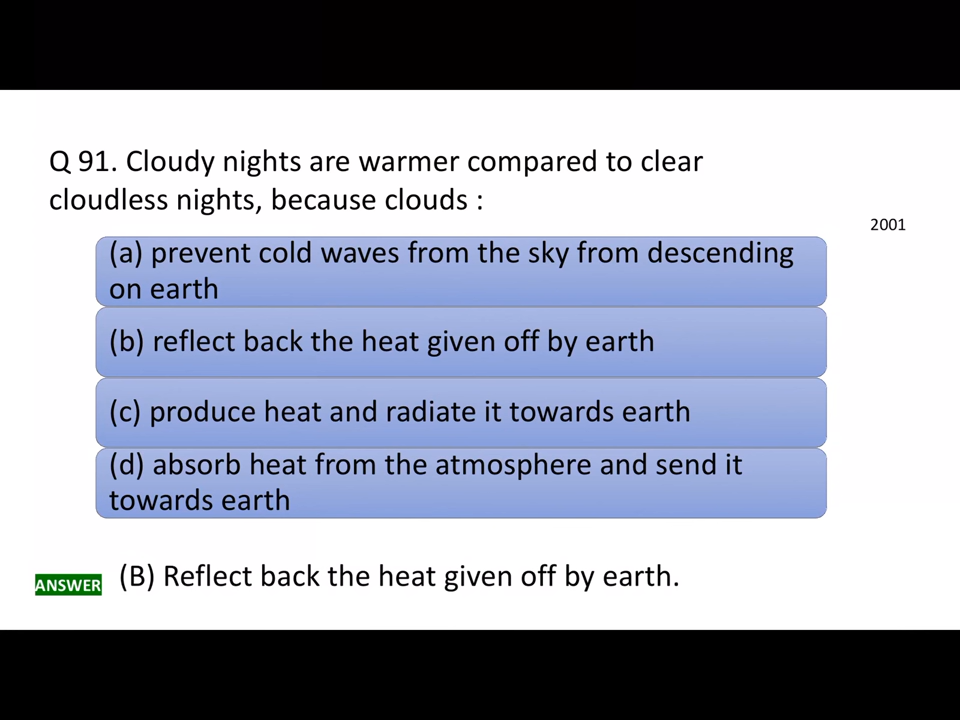 Q 91. Cloudy nights are warmer compared to clear
cloudless nights, because clouds :
2001
(a) prevent cold waves from the sky from descending
on earth
(b) reflect back the heat given off by earth
(c) produce heat and radiate it towards earth
(d) absorb heat from the atmosphere and send it
towards earth
ANSWER (B) Reflect back the heat given off by earth.